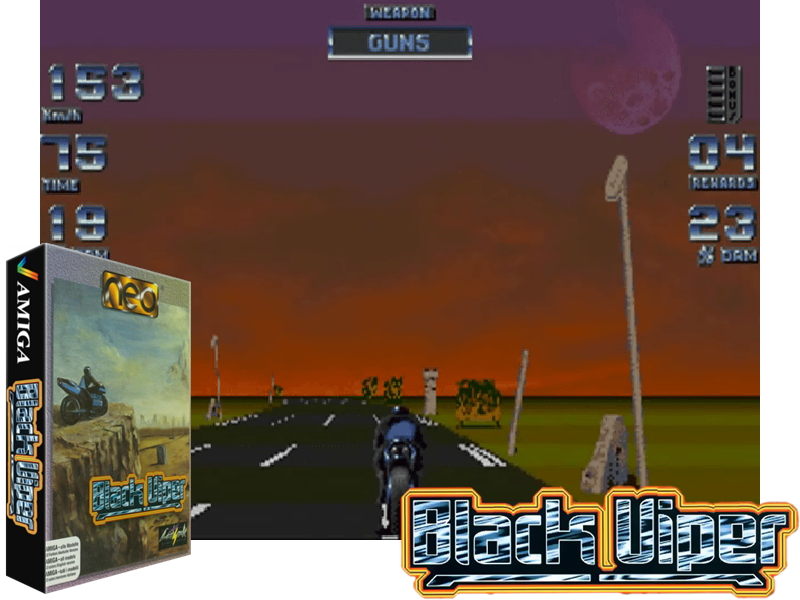 WEAPON
GUNS
153
Km/h
75
TIME
19
BONUS
04
REWARDS
23
% DAM
AMIGA
Black Viper
neo
Black Viper
Black Viper